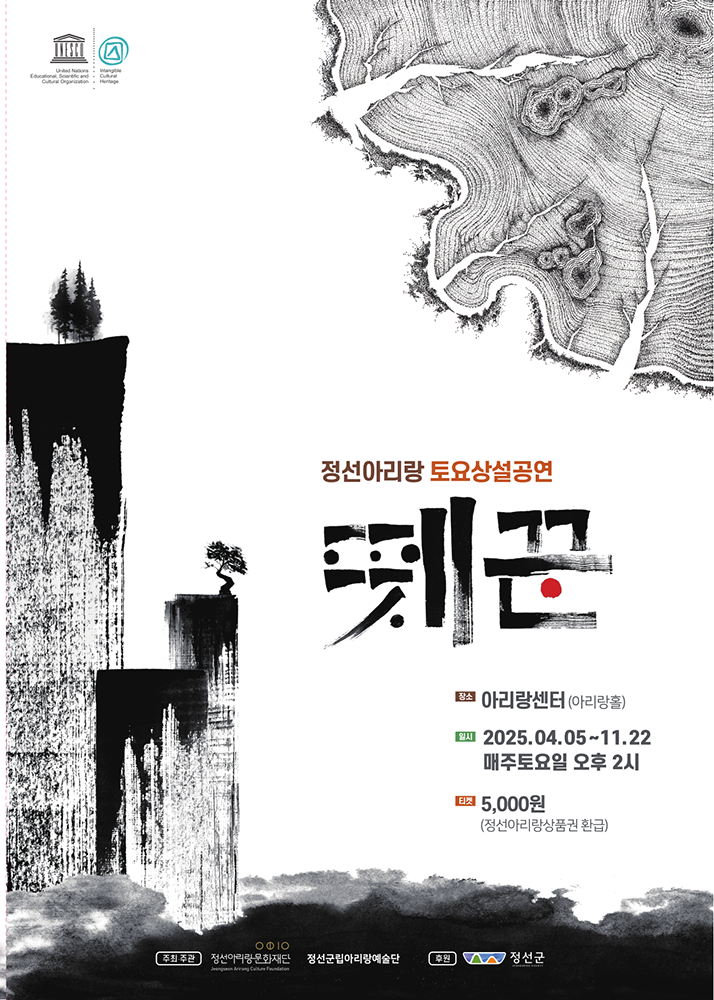 UNESCO
United Nations
Educational, Scientific and
Cultural Organization
Intangible
Cultural
Heritage
정선아리랑 토요상설공연
뗏꾼
장소 아리랑센터 (아리랑홀)
일시 2025.04.05~11.22
매주토요일 오후 2시
티켓 5,000원
(정선아리랑상품권 환급)
주최 주관 정선아리랑문화재단 정선군립아리랑예술단 후원 정선군
Jeongseon Arirang Culture Foundation